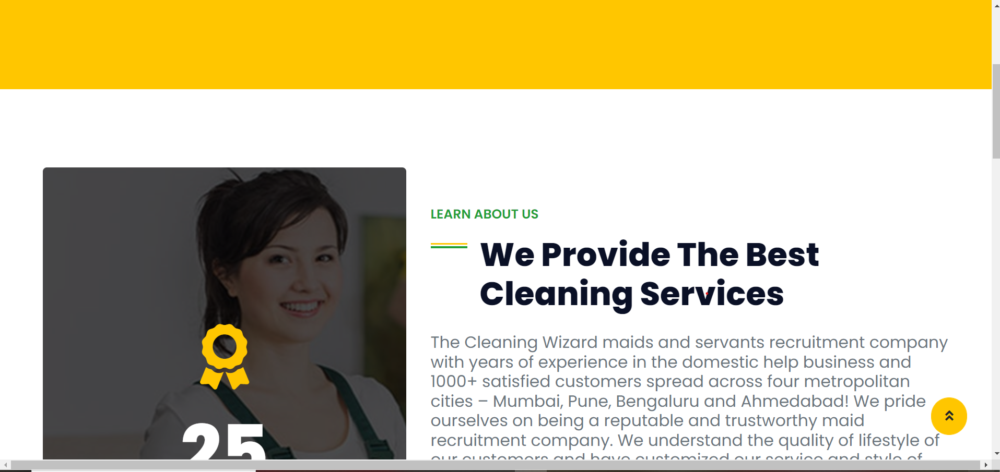 LEARN ABOUT US
We Provide The Best
Cleaning Services
The Cleaning Wizard maids and servants recruitment company
with years of experience in the domestic help business and
1000+ satisfied customers spread across four metropolitan
cities – Mumbai, Pune, Bengaluru and Ahmedabad! We pride
ourselves on being a reputable and trustworthy maid
recruitment company. We understand the quality of lifestyle of
our customers and have customized our service and style of
25